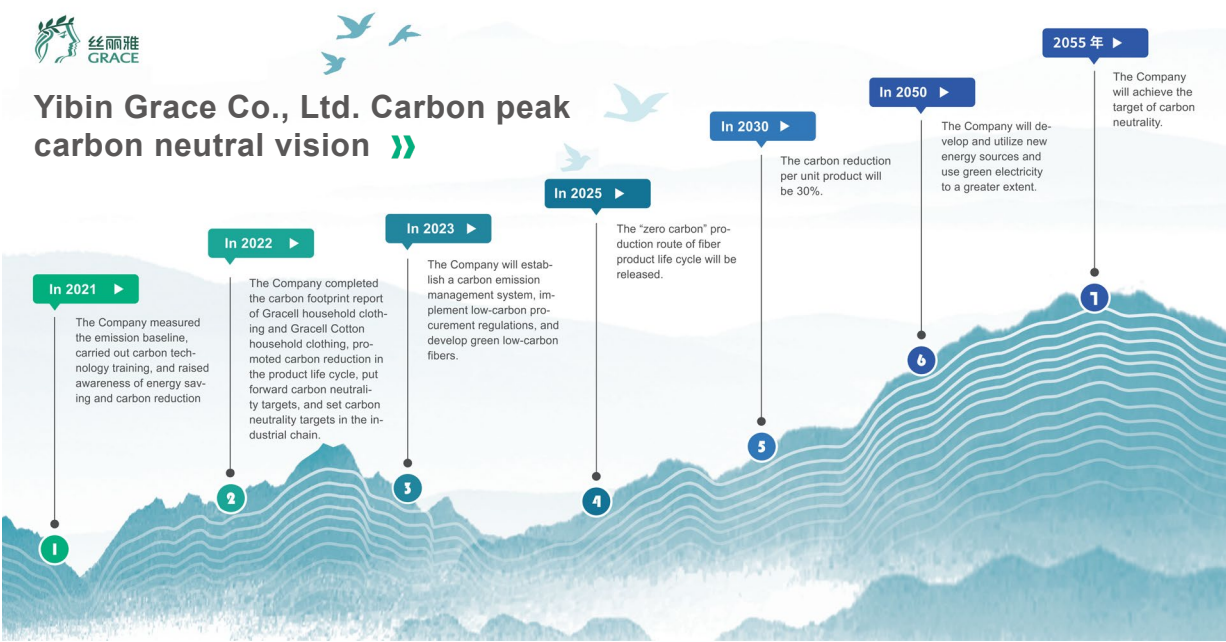 丝丽雅
GRACE
Yibin Grace Co., Ltd. Carbon peak
carbon neutral vision
In 2021
The Company measured
the emission baseline,
carried out carbon tech-
nology training, and raised
awareness of energy sav-
ing and carbon reduction
1
In 2022
The Company completed
the carbon footprint report
of Gracell household cloth-
ing and Gracell Cotton
household clothing, pro-
moted carbon reduction in
the product life cycle, put
forward carbon neutrali-
ty targets, and set carbon
neutrality targets in the in-
dustrial chain.
2
In 2023
The Company will estab-
lish a carbon emission
management system, im-
plement low-carbon pro-
curement regulations, and
develop green low-carbon
fibers.
3
In 2025
The “zero carbon” pro-
duction route of fiber
product life cycle will be
released.
4
In 2030
The carbon reduction
per unit product will
be 30%.
5
In 2050
The Company will de-
velop and utilize new
energy sources and
use green electricity
to a greater extent.
6
2055 年
The Company
will achieve the
target of carbon
neutrality.
7